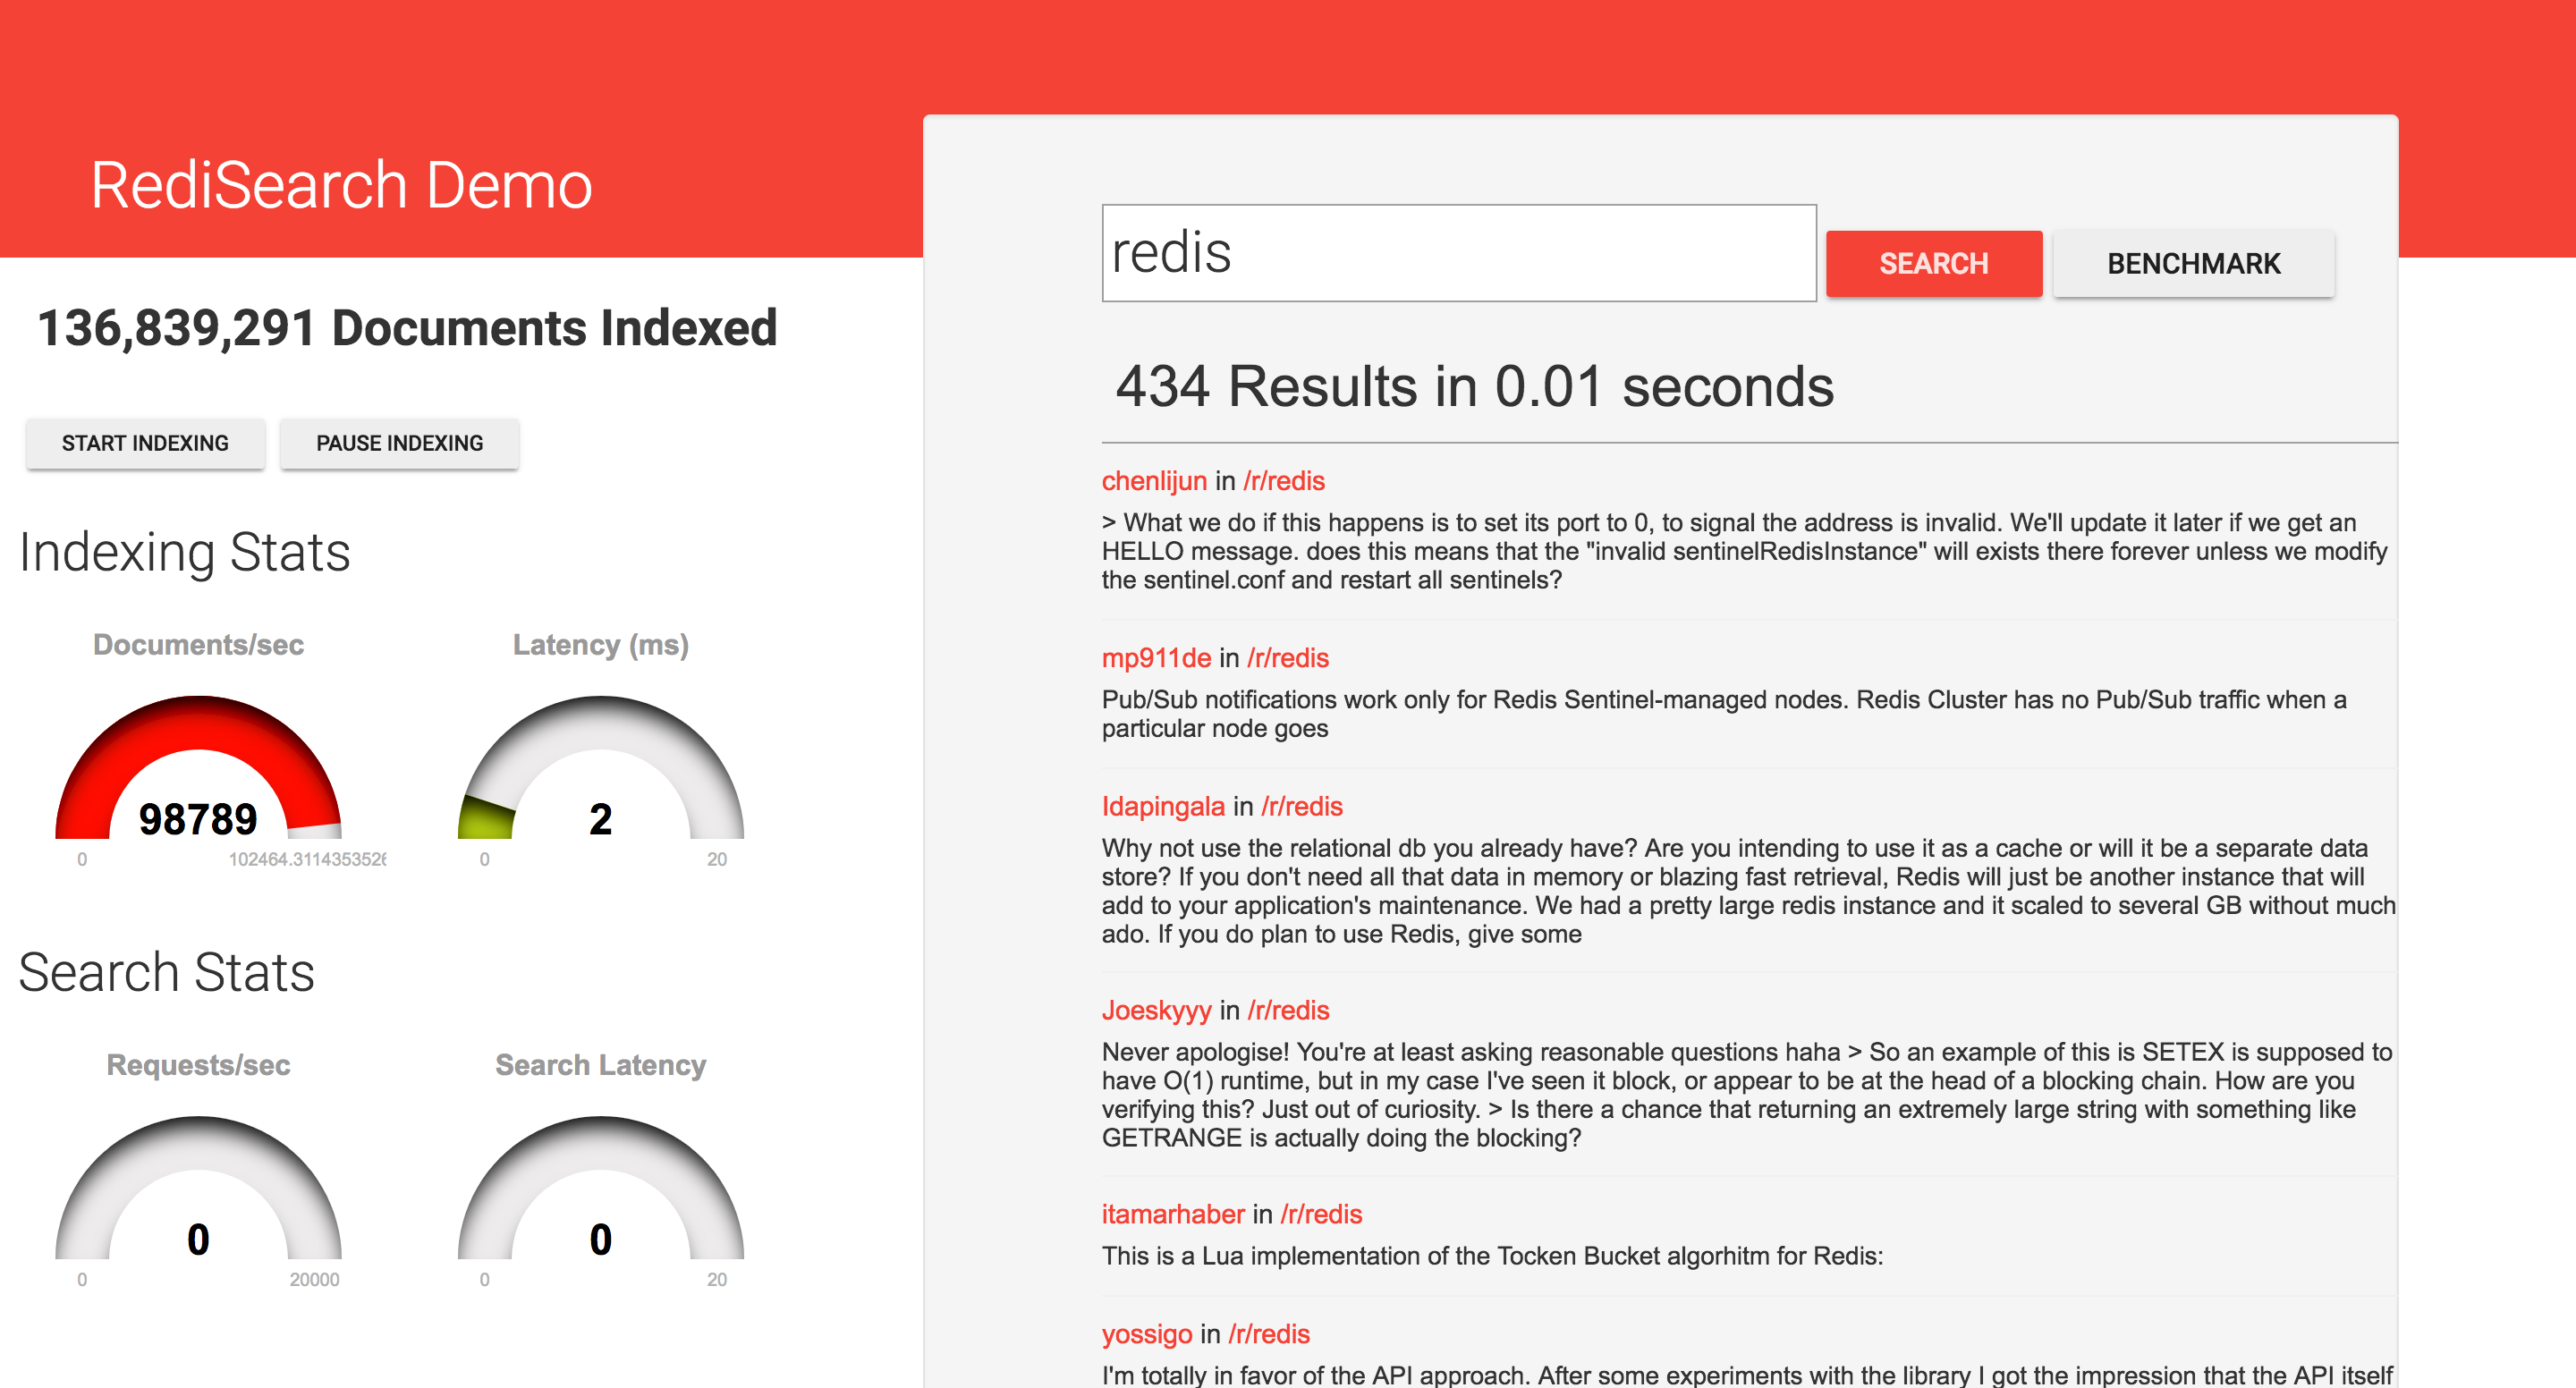 RediSearch Demo
136,839,291 Documents Indexed
START INDEXING
PAUSE INDEXING
Indexing Stats
Documents/sec
98789
0
102464.3114353526
Latency (ms)
2
0
20
Search Stats
Requests/sec
0
0
20000
Search Latency
0
0
20
redis
SEARCH
BENCHMARK
434 Results in 0.01 seconds
chenlijun in /r/redis
> What we do if this happens is to set its port to 0, to signal the address is invalid. We'll update it later if we get an
HELLO message. does this means that the "invalid sentinelRedisInstance" will exists there forever unless we modify
the sentinel.conf and restart all sentinels?
mp911de in /r/redis
Pub/Sub notifications work only for Redis Sentinel-managed nodes. Redis Cluster has no Pub/Sub traffic when a
particular node goes
Idapingala in /r/redis
Why not use the relational db you already have? Are you intending to use it as a cache or will it be a separate data
store? If you don't need all that data in memory or blazing fast retrieval, Redis will just be another instance that will
add to your application's maintenance. We had a pretty large redis instance and it scaled to several GB without much
ado. If you do plan to use Redis, give some
Joeskyyy in /r/redis
Never apologise! You're at least asking reasonable questions haha > So an example of this is SETEX is supposed to
have O(1) runtime, but in my case I've seen it block, or appear to be at the head of a blocking chain. How are you
verifying this? Just out of curiosity. > Is there a chance that returning an extremely large string with something like
GETRANGE is actually doing the blocking?
itamarhaber in /r/redis
This is a Lua implementation of the Tocken Bucket algorhitm for Redis:
yossigo in /r/redis
I'm totally in favor of the API approach. After some experiments with the library I got the impression that the API itself